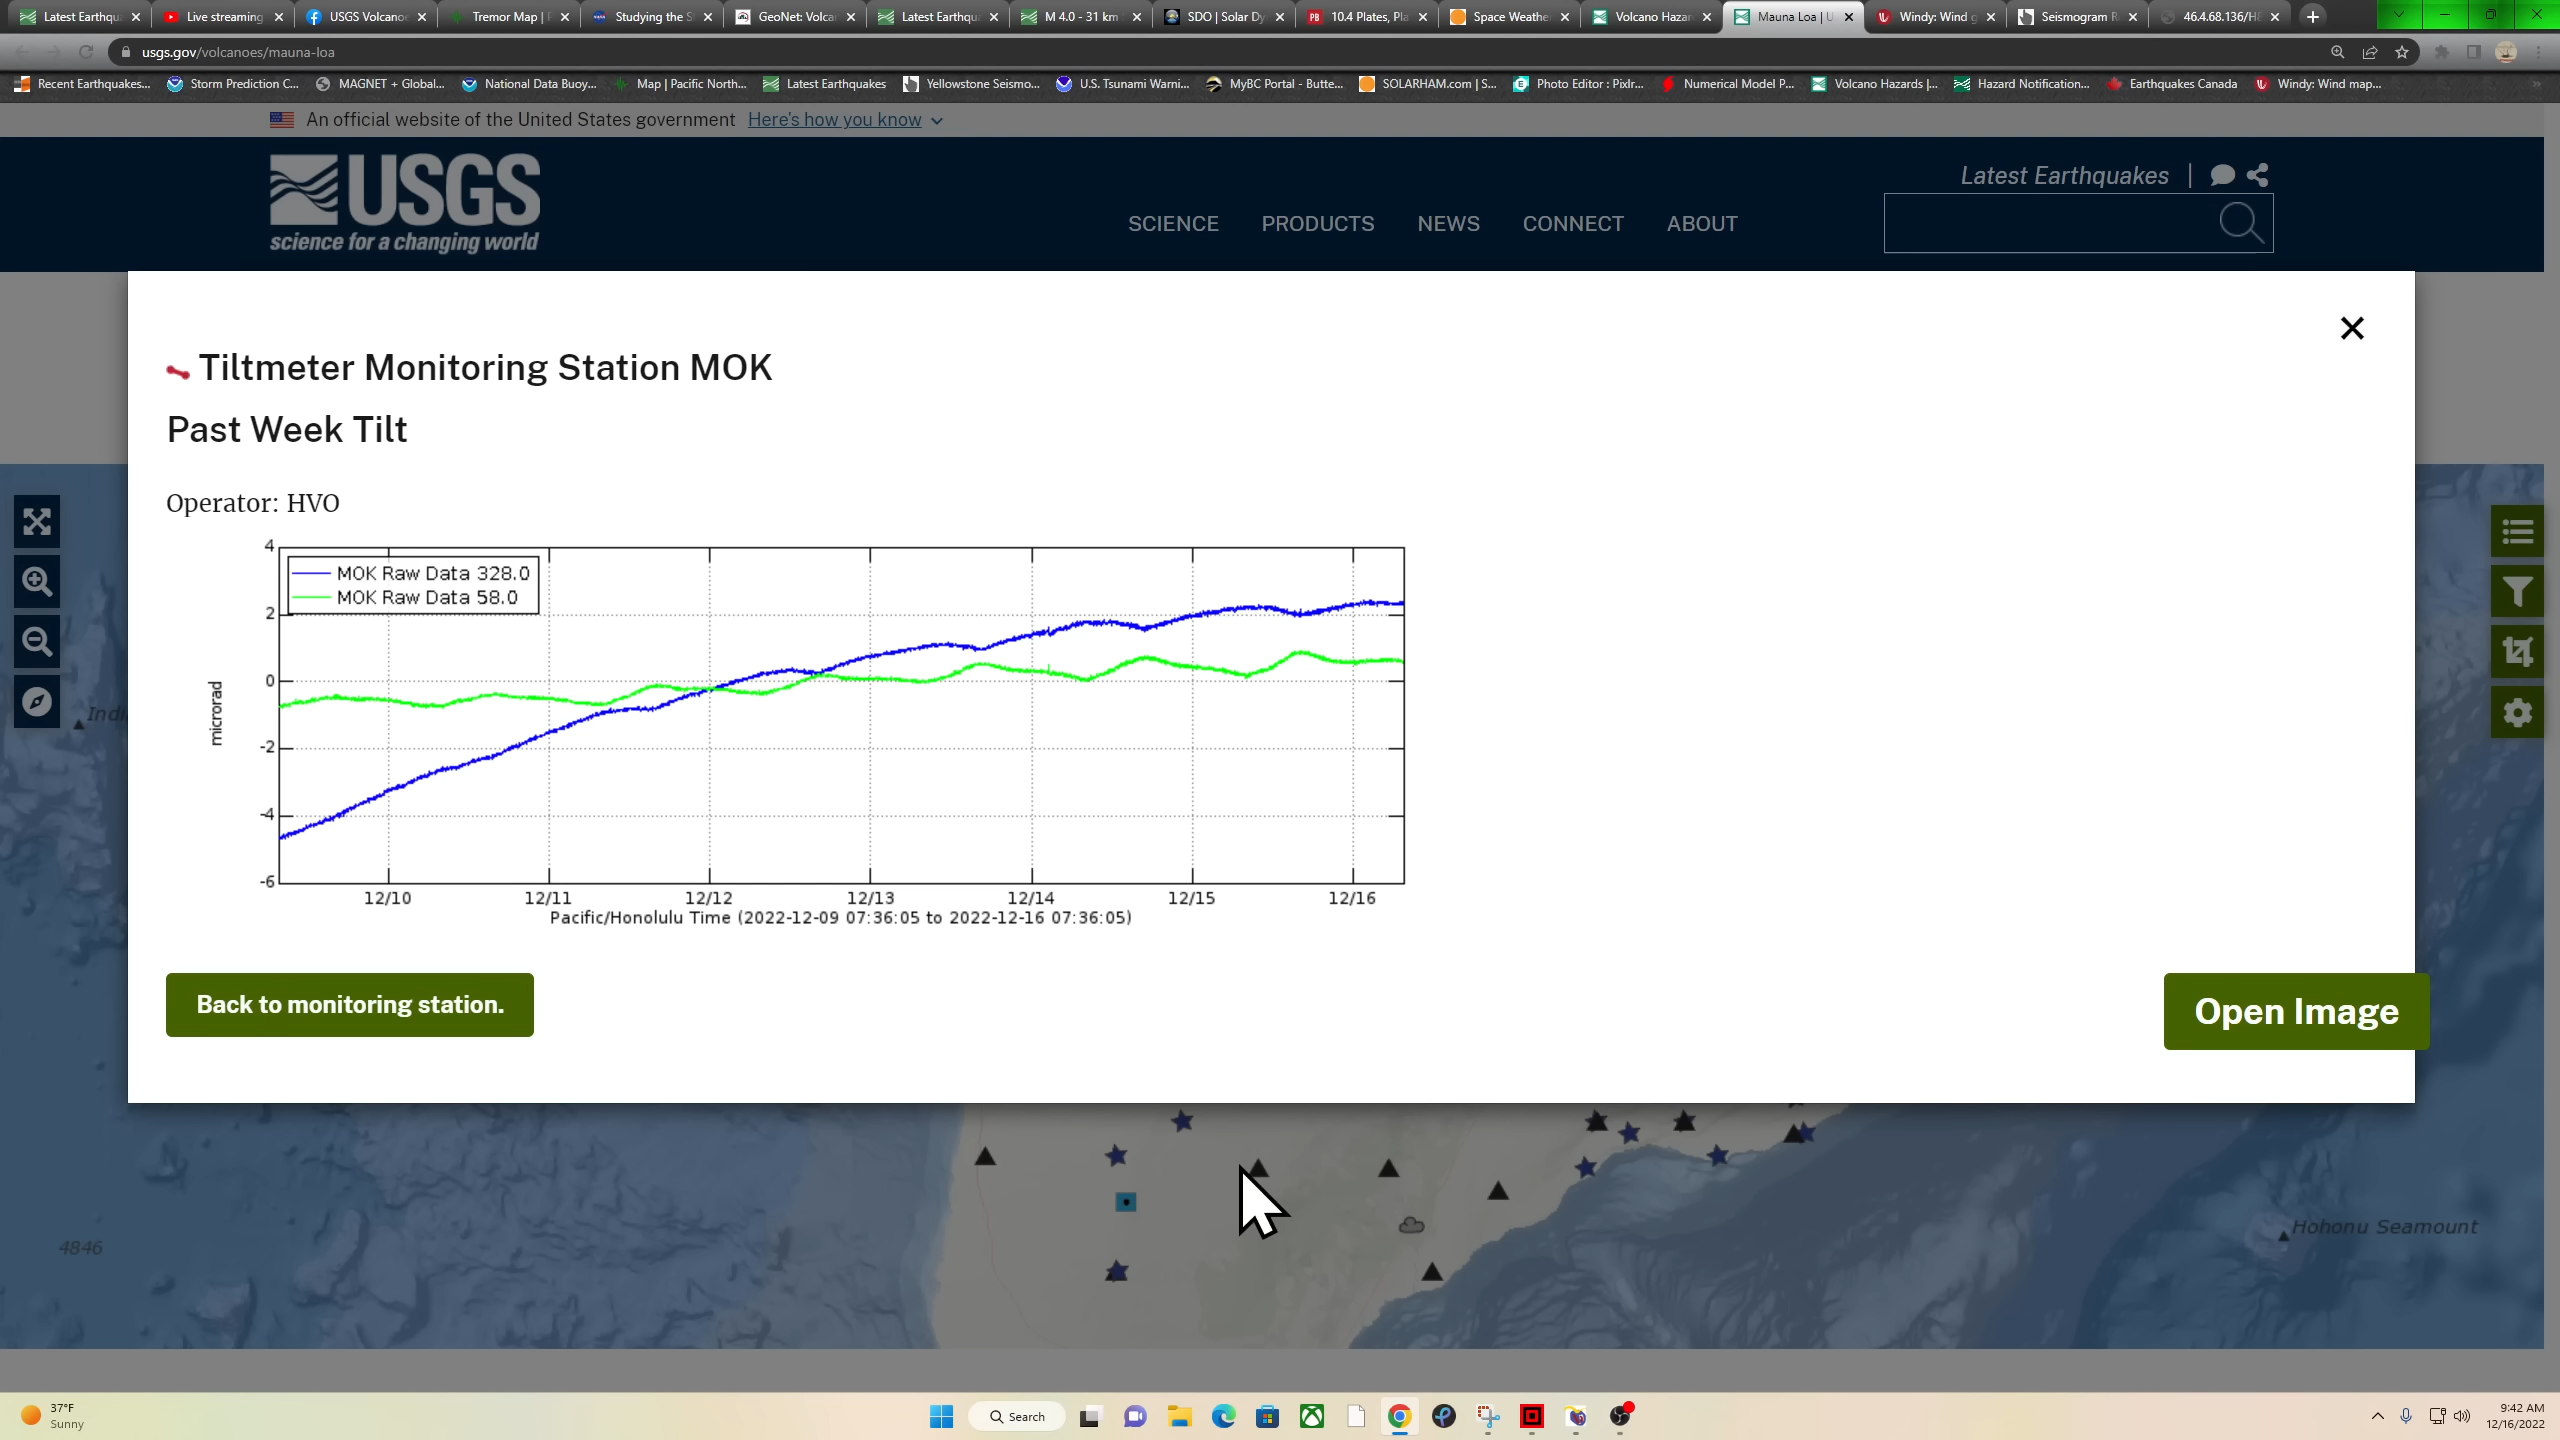 Latest Earthqu
Live streaming
USGS Volcano
Tremor Map | P
Studying the S
GeoNet: Volca
Latest Earthqu
M 4.0 - 31 km
SDO | Solar Dy
10.4 Plates, Pla
Space Weathe
Volcano Hazar
Mauna Loa | U
Windy: Wind
Seismogram R
46.4.68.136/H
usgs.gov/volcanoes/mauna-loa
Recent Earthquakes...
Storm Prediction C...
MAGNET + Global...
National Data Buoy...
Map | Pacific North...
Latest Earthquakes
Yellowstone Seismo...
U.S. Tsunami Warni...
MyBC Portal - Butte...
SOLARHAM.com | S...
Photo Editor : Pixlr...
Numerical Model P...
Volcano Hazards |...
Hazard Notification...
Earthquakes Canada
Windy: Wind map...
An official website of the United States government Here's how you know
USGS
science for a changing world
Latest Earthquakes |
SCIENCE PRODUCTS NEWS CONNECT ABOUT
Tiltmeter Monitoring Station MOK
Past Week Tilt
Operator: HVO
MOK Raw Data 328.0
MOK Raw Data 58.0
4
2
0
-2
-4
-6
microrad
12/10 12/11 12/12 12/13 12/14 12/15 12/16
Pacific/Honolulu Time (2022-12-09 07:36:05 to 2022-12-16 07:36:05)
Back to monitoring station.
Open Image
Indi
4846
Hohonu Seamount
37°F
Sunny
Search
9:42 AM
12/16/2022